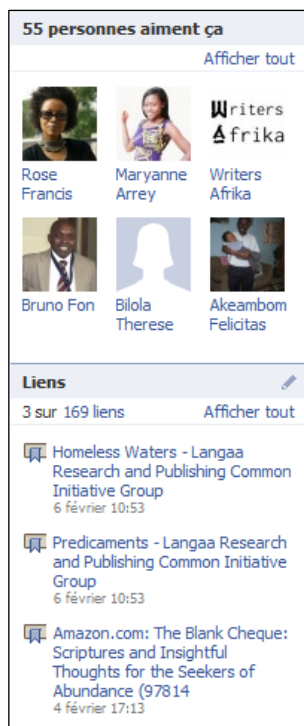 55 personnes aiment ça
Afficher tout
Rose
Francis
Maryanne
Arrey
Writers
Afrika
Writers
Afrika
Bruno Fon
Bilola
Therese
Akeambom
Felicitas
Liens
3 sur 169 liens
Afficher tout
Homeless Waters - Langaa
Research and Publishing Common
Initiative Group
6 février 10:53
Predicaments - Langaa Research
and Publishing Common Initiative
Group
6 février 10:53
Amazon.com: The Blank Cheque:
Scriptures and Insightful
Thoughts for the Seekers of
Abundance (97814
4 février 17:13